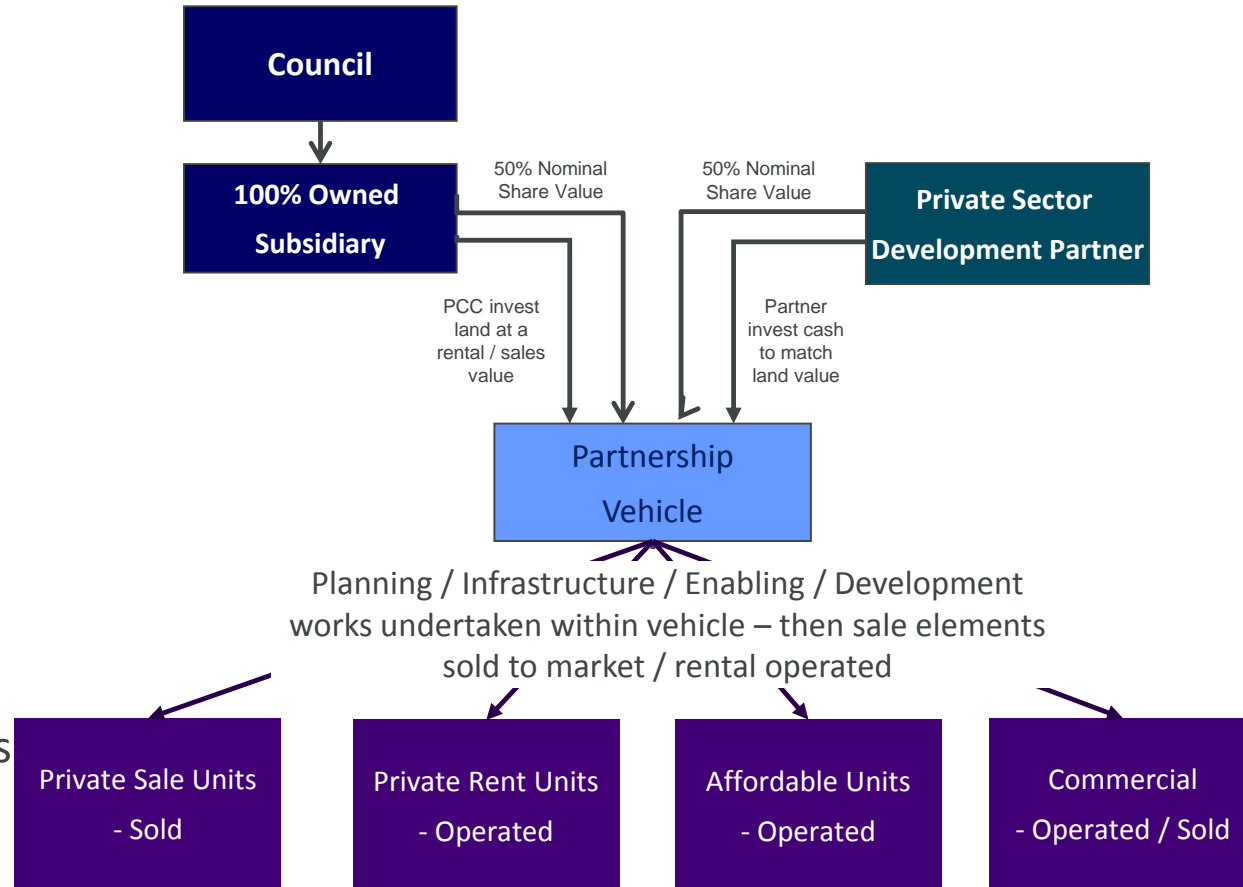 Council
100% Owned
Subsidiary
50% Nominal
Share Value
50% Nominal
Share Value
Private Sector
Development Partner
PCC invest
land at a
rental / sales
value
Partner
invest cash
to match
land value
Partnership
Vehicle
Planning / Infrastructure / Enabling / Development
works undertaken within vehicle – then sale elements
sold to market / rental operated
s
Private Sale Units
- Sold
Private Rent Units
- Operated
Affordable Units
- Operated
Commercial
- Operated / Sold